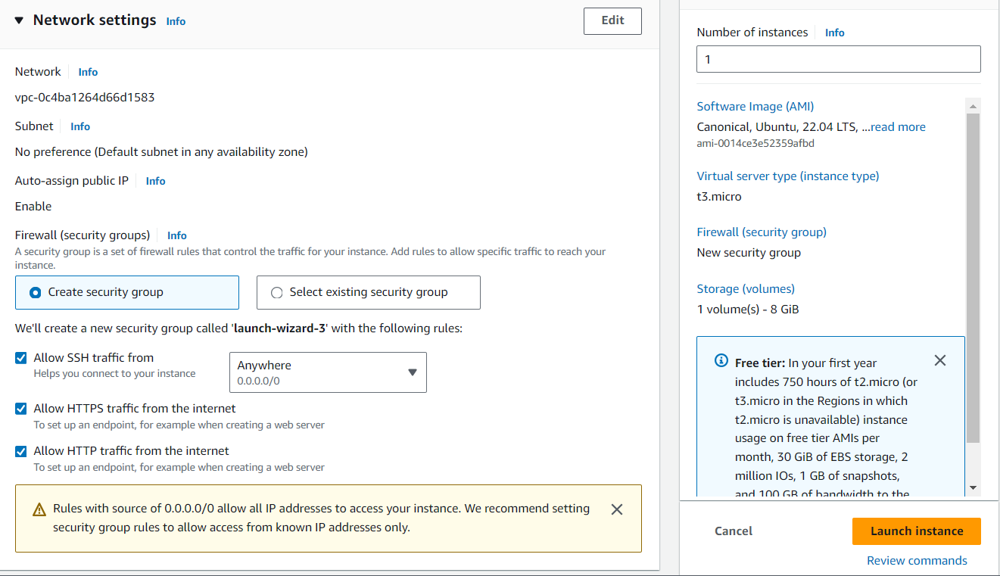 Network settings Info
Edit
Network Info
vpc-0c4ba1264d66d1583
Subnet Info
No preference (Default subnet in any availability zone)
Auto-assign public IP Info
Enable
Firewall (security groups) Info
A security group is a set of firewall rules that control the traffic for your instance. Add rules to allow specific traffic to reach your
instance.
Create security group
Select existing security group
We'll create a new security group called 'launch-wizard-3' with the following rules:
Allow SSH traffic from
Helps you connect to your instance
Anywhere
0.0.0.0/0
Allow HTTPS traffic from the internet
To set up an endpoint, for example when creating a web server
Allow HTTP traffic from the internet
To set up an endpoint, for example when creating a web server
Rules with source of 0.0.0.0/0 allow all IP addresses to access your instance. We recommend setting
security group rules to allow access from known IP addresses only.
Number of instances Info
1
Software Image (AMI)
Canonical, Ubuntu, 22.04 LTS, ...read more
ami-0014ce3e52359afbd
Virtual server type (instance type)
t3.micro
Firewall (security group)
New security group
Storage (volumes)
1 volume(s) - 8 GiB
Free tier: In your first year
includes 750 hours of t2.micro (or
t3.micro in the Regions in which
t2.micro is unavailable) instance
usage on free tier AMIs per
month, 30 GiB of EBS storage, 2
million IOs, 1 GB of snapshots,
and 100 GB of bandwidth to the
Cancel
Launch instance
Review commands